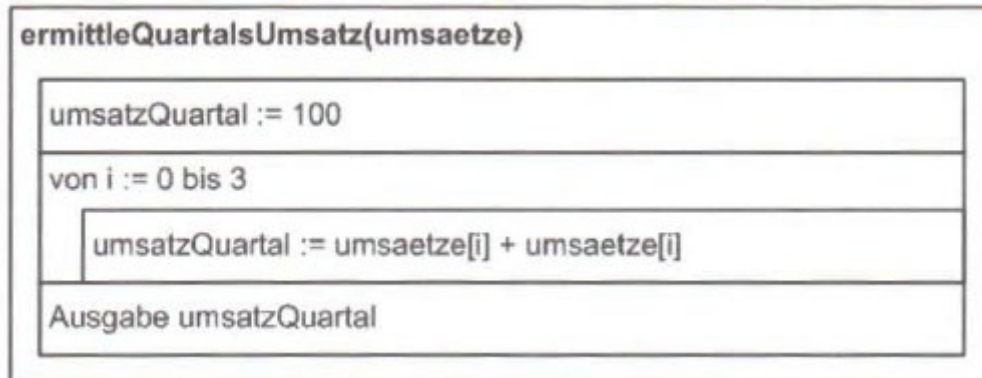 ermittleQuartalsUmsatz(umsaetze)
umsatzQuartal := 100
von i := 0 bis 3
umsatzQuartal := umsaetze[i] + umsaetze[i]
Ausgabe umsatzQuartal